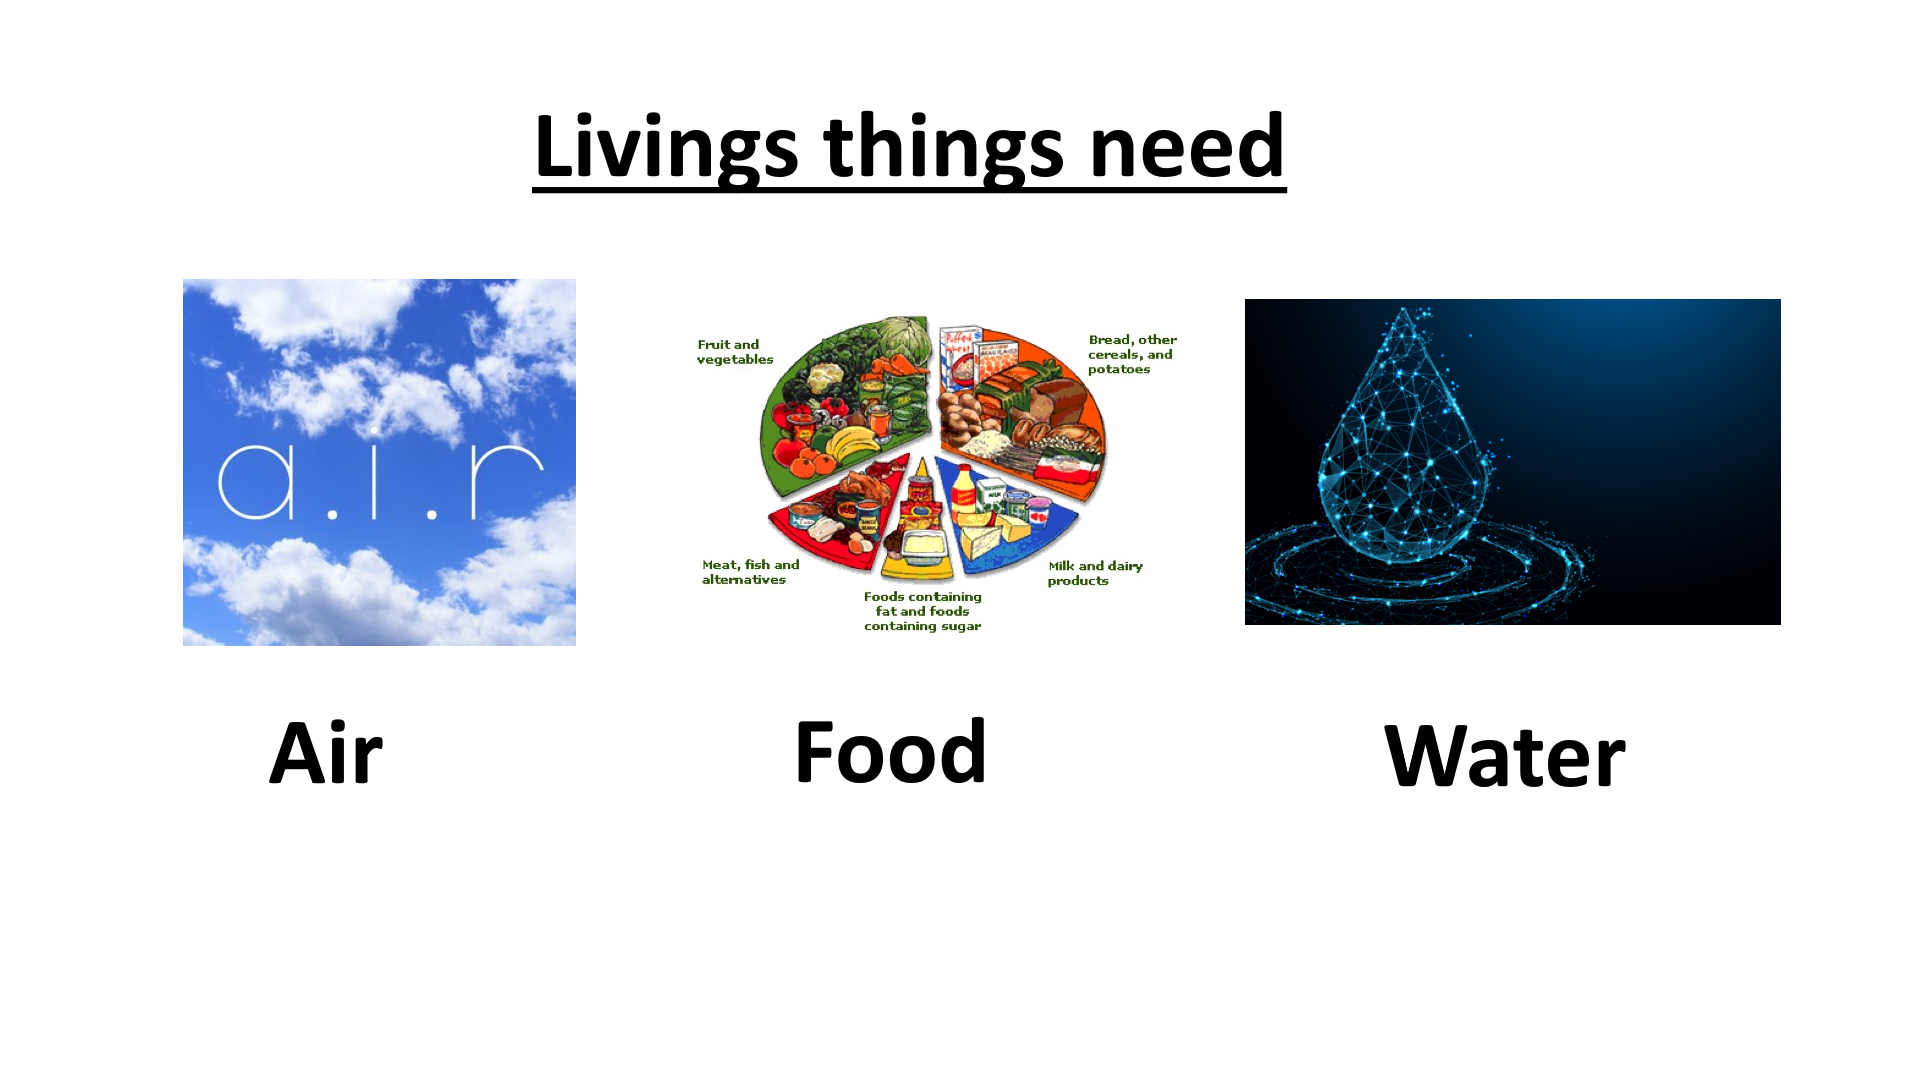 Livings things need
a.i.r
Fruit and
vegetables
Bread, other
cereals, and
potatoes
Meat, fish and
alternatives
Foods containing
fat and foods
containing sugar
Milk and dairy
products
Air
Food
Water